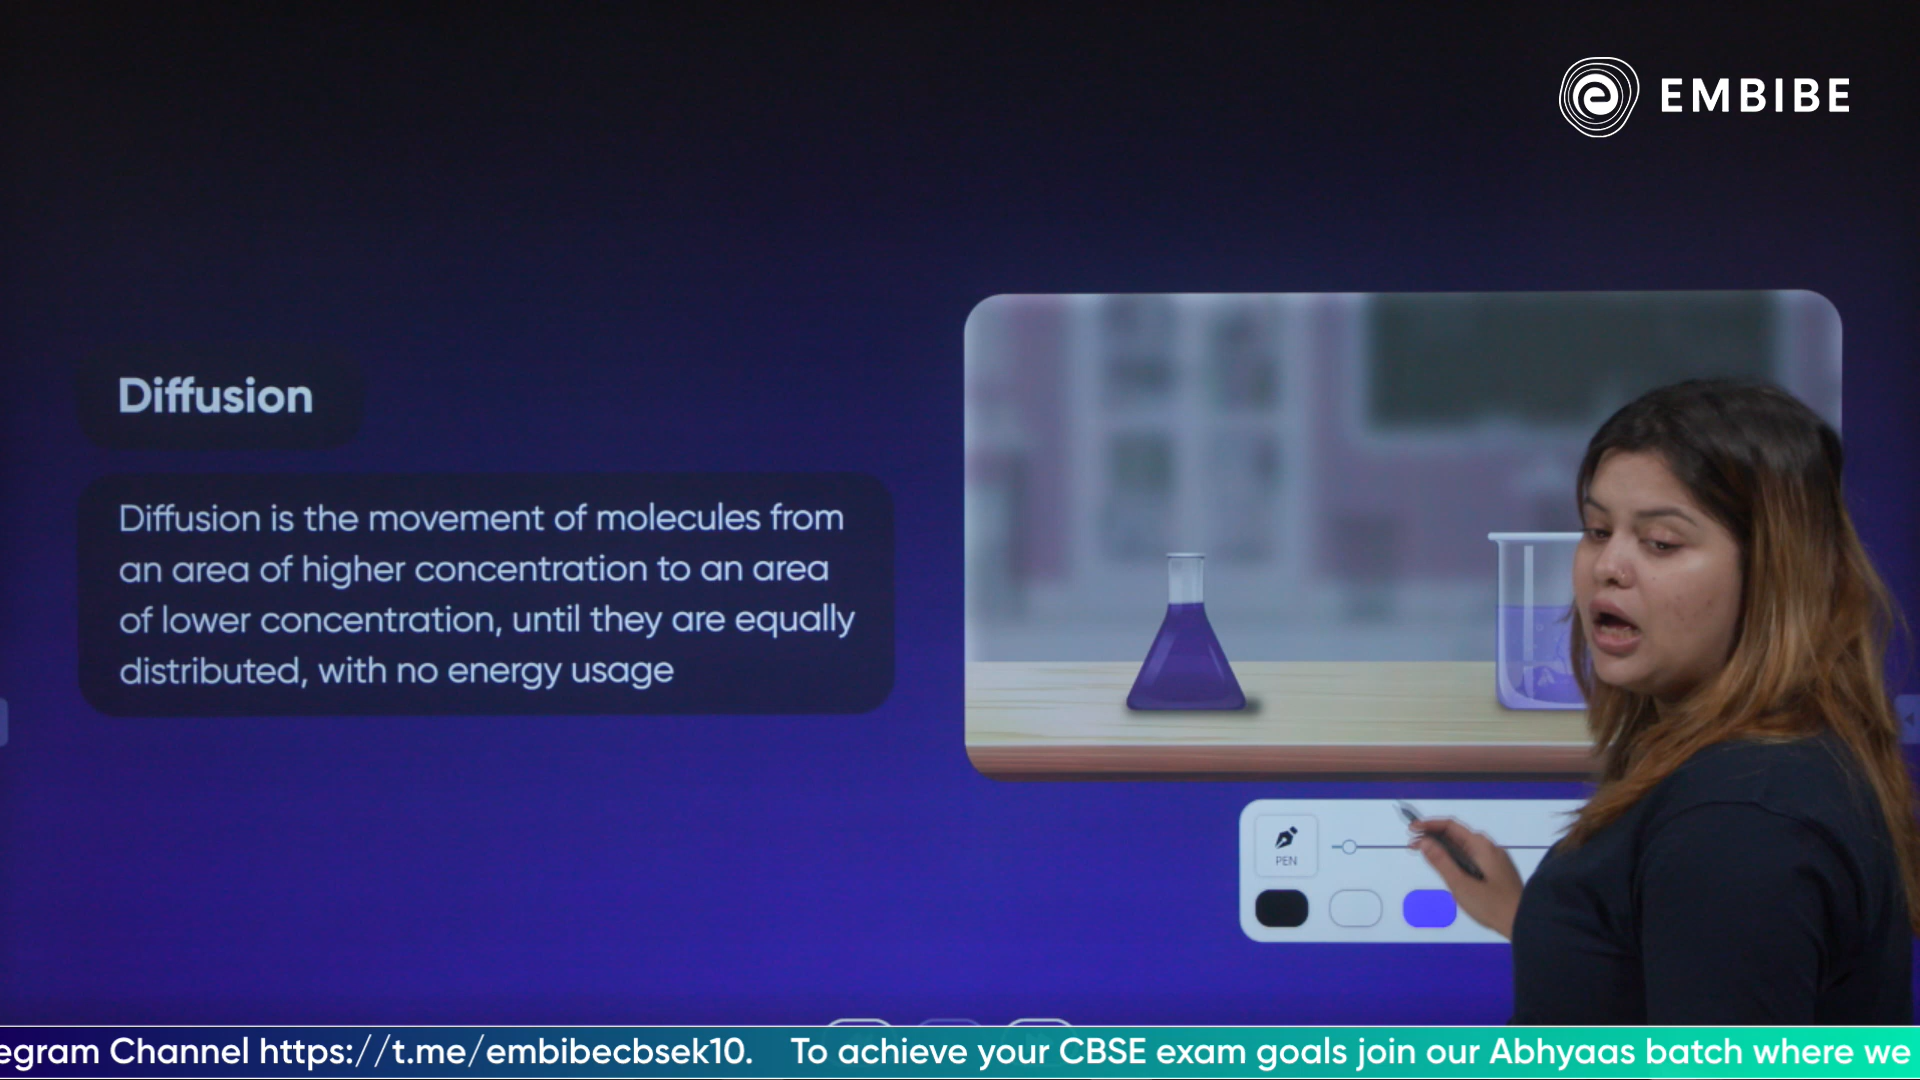 EMBIBE
Diffusion
Diffusion is the movement of molecules from
an area of higher concentration to an area
of lower concentration, until they are equally
distributed, with no energy usage
PEN
egram Channel https://t.me/embibecbsek10. To achieve your CBSE exam goals join our Abhyaas batch where we